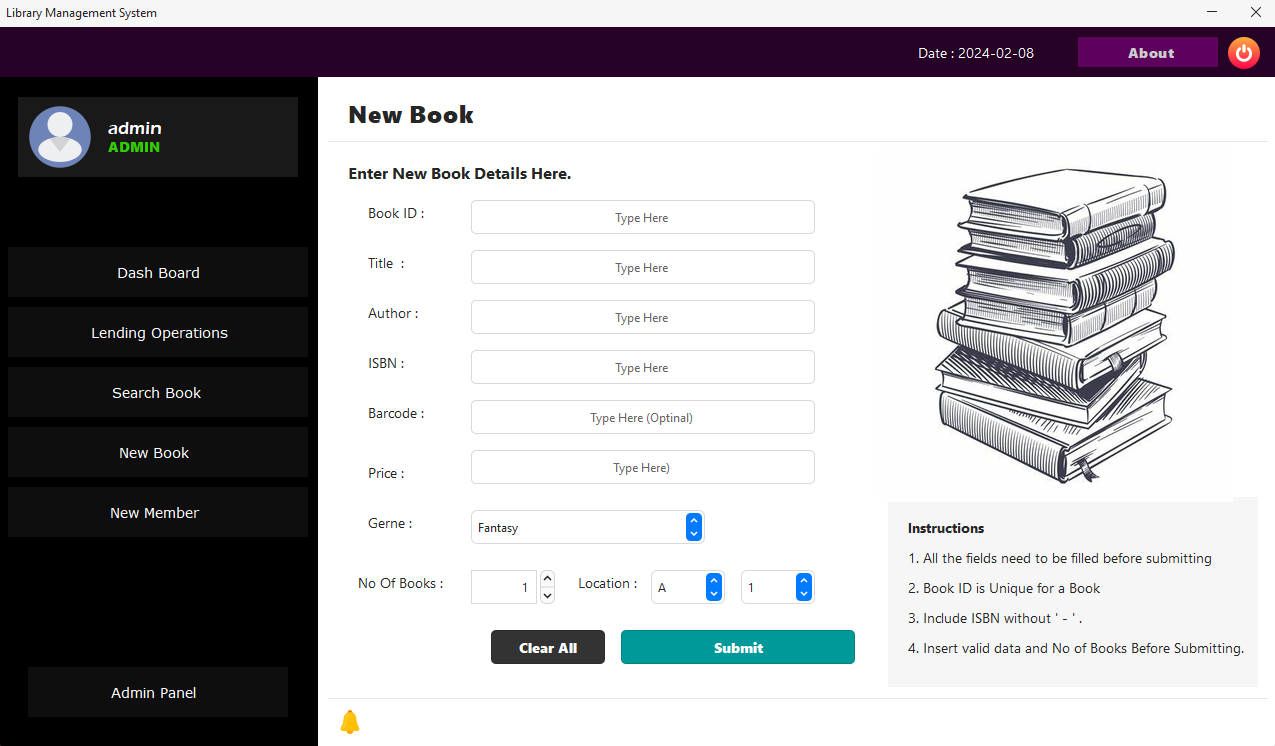 Library Management System
Date : 2024-02-08
About
admin
ADMIN
Dash Board
Lending Operations
Search Book
New Book
New Member
Admin Panel
New Book
Enter New Book Details Here.
Book ID :
Type Here
Title :
Type Here
Author :
Type Here
ISBN :
Type Here
Barcode :
Type Here (Optinal)
Price :
Type Here)
Gerne :
Fantasy
No Of Books :
1
Location :
A
1
Clear All
Submit
Instructions
1. All the fields need to be filled before submitting
2. Book ID is Unique for a Book
3. Include ISBN without ' - ' .
4. Insert valid data and No of Books Before Submitting.